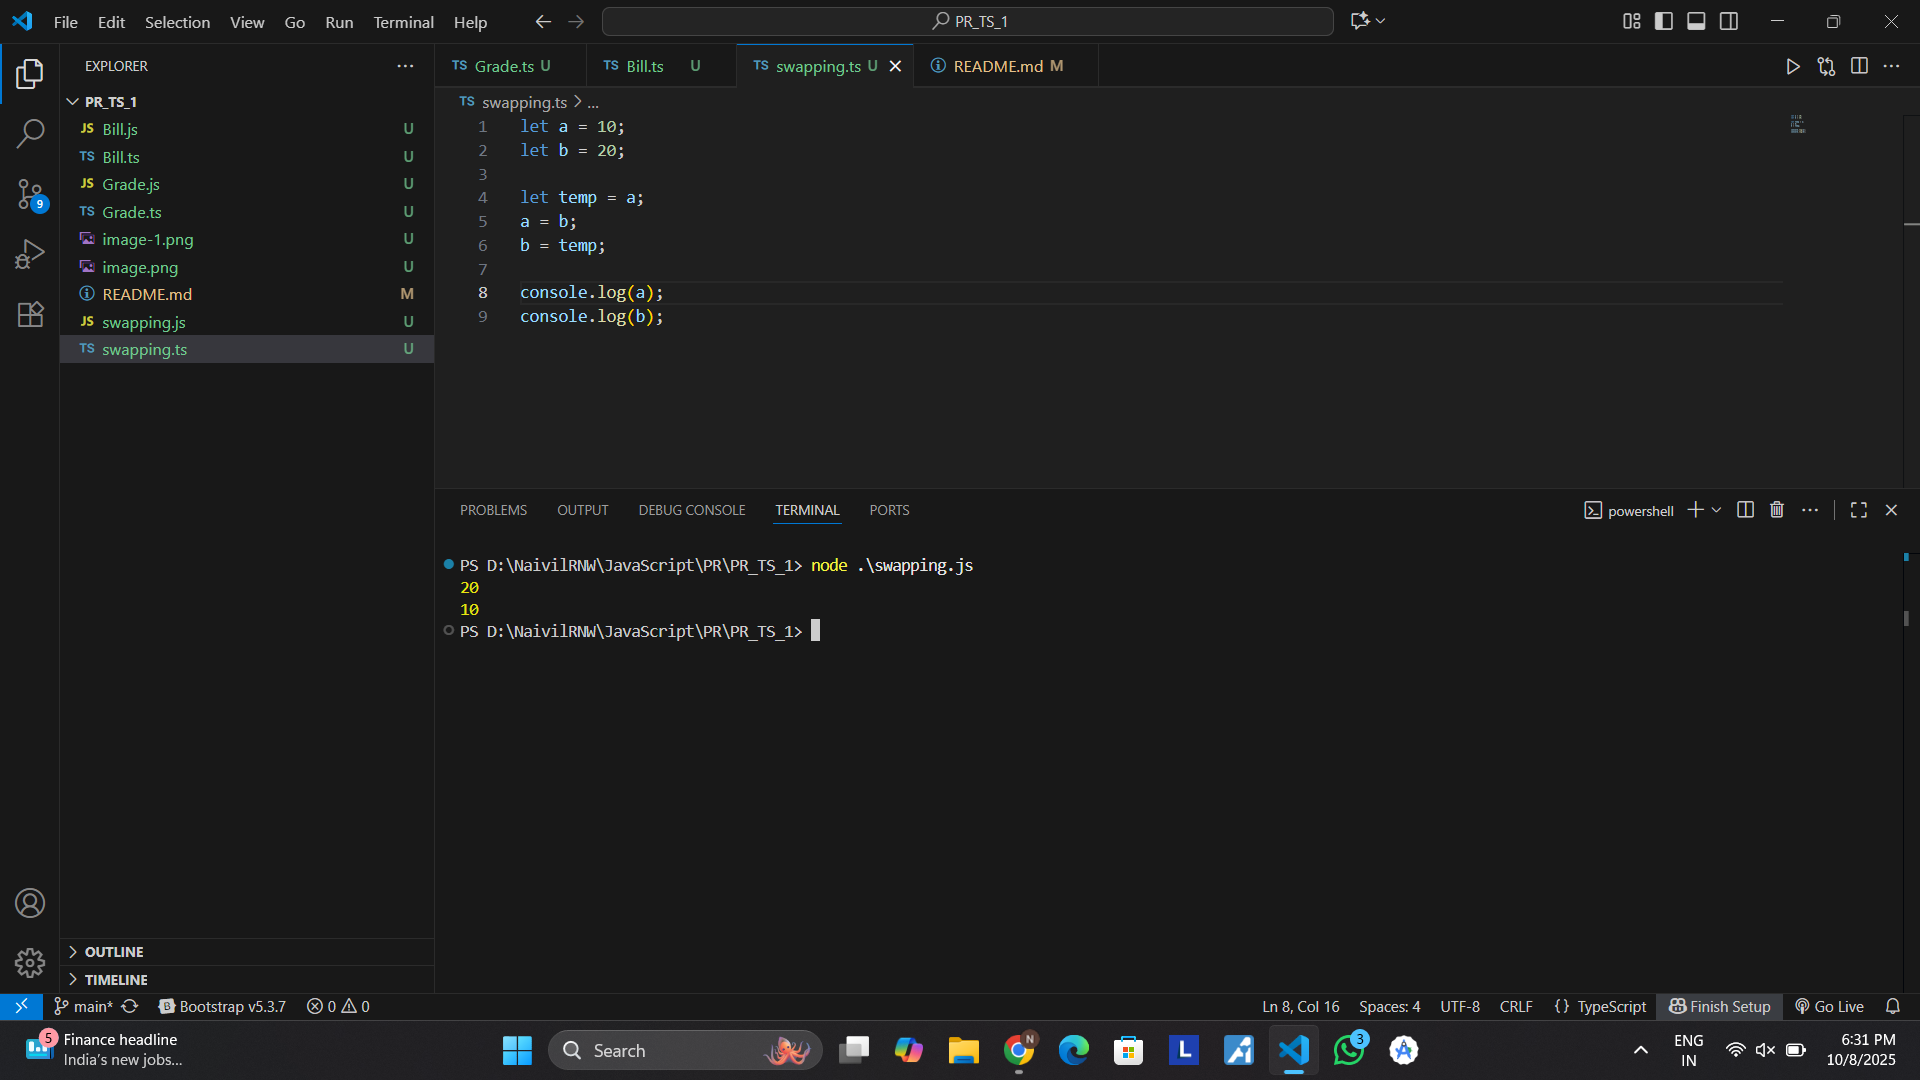 File Edit Selection View Go Run Terminal Help
PR_TS_1
EXPLORER
PR_TS_1
JS Bill.js U
TS Bill.ts U
JS Grade.js U
TS Grade.ts U
image-1.png U
image.png U
README.md M
JS swapping.js U
TS swapping.ts U
9
OUTLINE
TIMELINE
TS Grade.ts U
TS Bill.ts U
TS swapping.ts U
README.md M
TS swapping.ts > ...
1 let a = 10;
2 let b = 20;
3
4 let temp = a;
5 a = b;
6 b = temp;
7
8 console.log(a);
9 console.log(b);
PROBLEMS OUTPUT DEBUG CONSOLE TERMINAL PORTS
powershell
PS D:\NaivilRNW\JavaScript\PR\PR_TS_1> node .\swapping.js
20
10
PS D:\NaivilRNW\JavaScript\PR\PR_TS_1>
main* B Bootstrap v5.3.7 0 0
Ln 8, Col 16 Spaces: 4 UTF-8 CRLF {} TypeScript Finish Setup Go Live
5
Finance headline
India's new jobs...
Search
N
L
3
ENG
IN
6:31 PM
10/8/2025